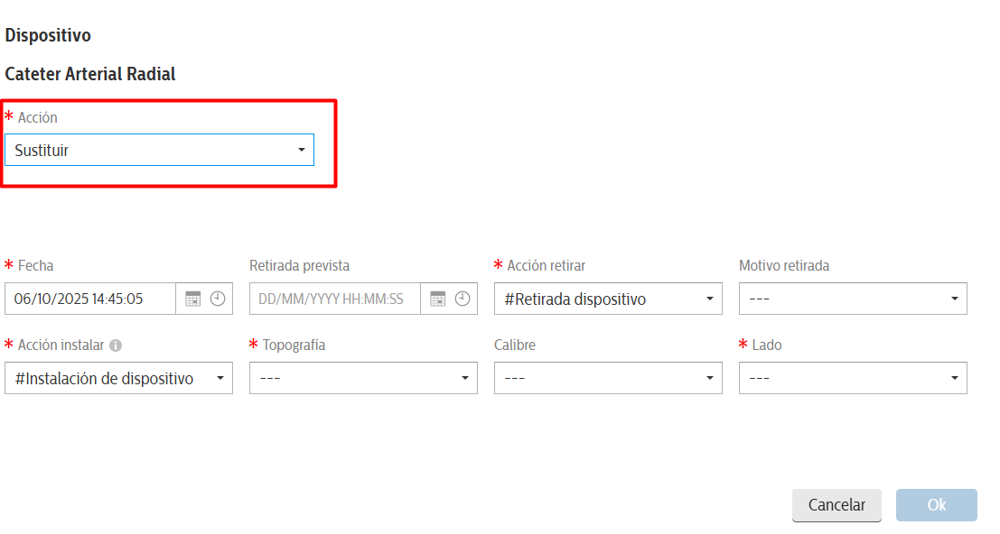 Dispositivo
Cateter Arterial Radial
* Acción
Sustituir
* Fecha
Retirada prevista
* Acción retirar
Motivo retirada
06/10/2025 14:45:05
DD/MM/YYYY HH:MM:SS
#Retirada dispositivo
---
* Acción instalar
* Topografía
Calibre
* Lado
#Instalación de dispositivo
---
---
---
Cancelar
Ok